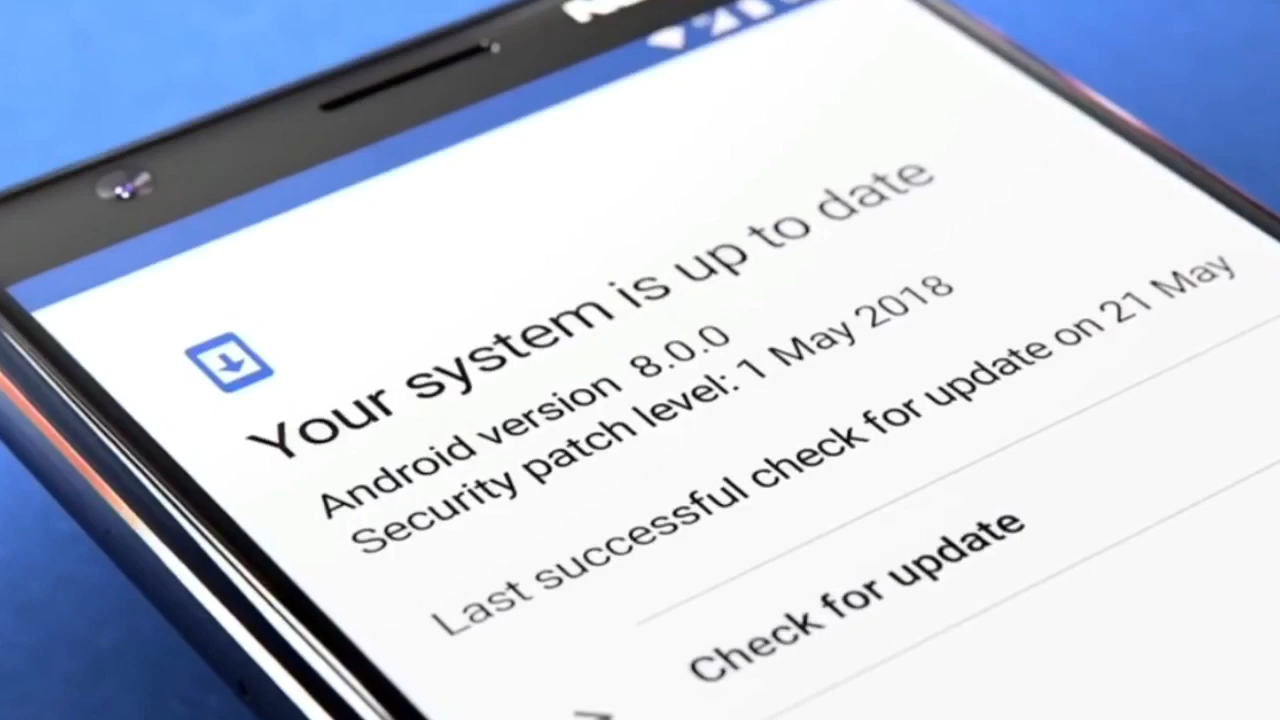 Your system is up to date
Android version 8.0.0
Security patch level: 1 May 2018
Last successful check for update on 21 May
Check for update